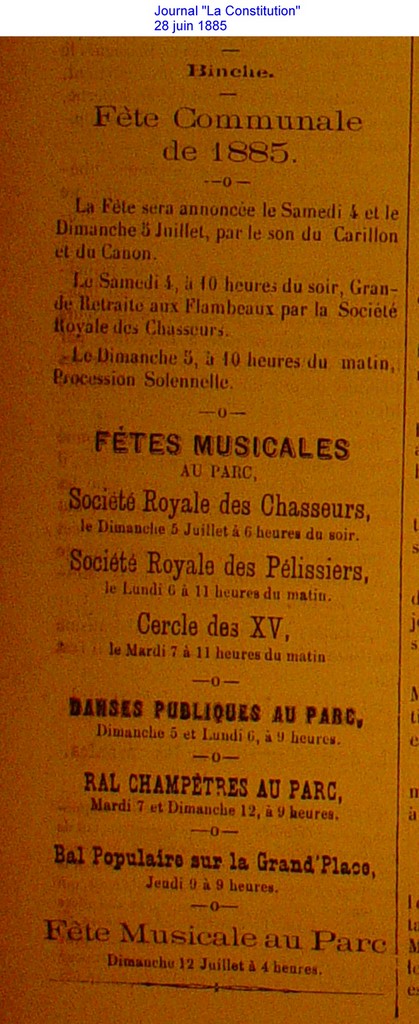 Journal "La Constitution"
28 juin 1885
Binche.
Fête Communale
de 1885.
—o—
La Fête sera annoncée le Samedi 4 et le
Dimanche 5 Juillet, par le son du Carillon
et du Canon.
Le Samedi 4, à 10 heures du soir, Gran-
de Retraite aux Flambeaux par la Société
Royale des Chasseurs.
Le Dimanche 5, à 10 heures du matin,
Procession Solennelle.
—o—
FÊTES MUSICALES
AU PARC,
Société Royale des Chasseurs,
le Dimanche 5 Juillet à 6 heures du soir.
Société Royale des Pélissiers,
le Lundi 6 à 11 heures du matin.
Cercle des XV,
le Mardi 7 à 11 heures du matin
—o—
DANSES PUBLIQUES AU PARC,
Dimanche 5 et Lundi 6, à 9 heures.
—o—
RAL CHAMPÊTRES AU PARC,
Mardi 7 et Dimanche 12, à 9 heures.
—o—
Bal Populaire sur la Grand'Place,
Jeudi 9 à 9 heures.
—o—
Fête Musicale au Parc
Dimanche 12 Juillet à 4 heures.